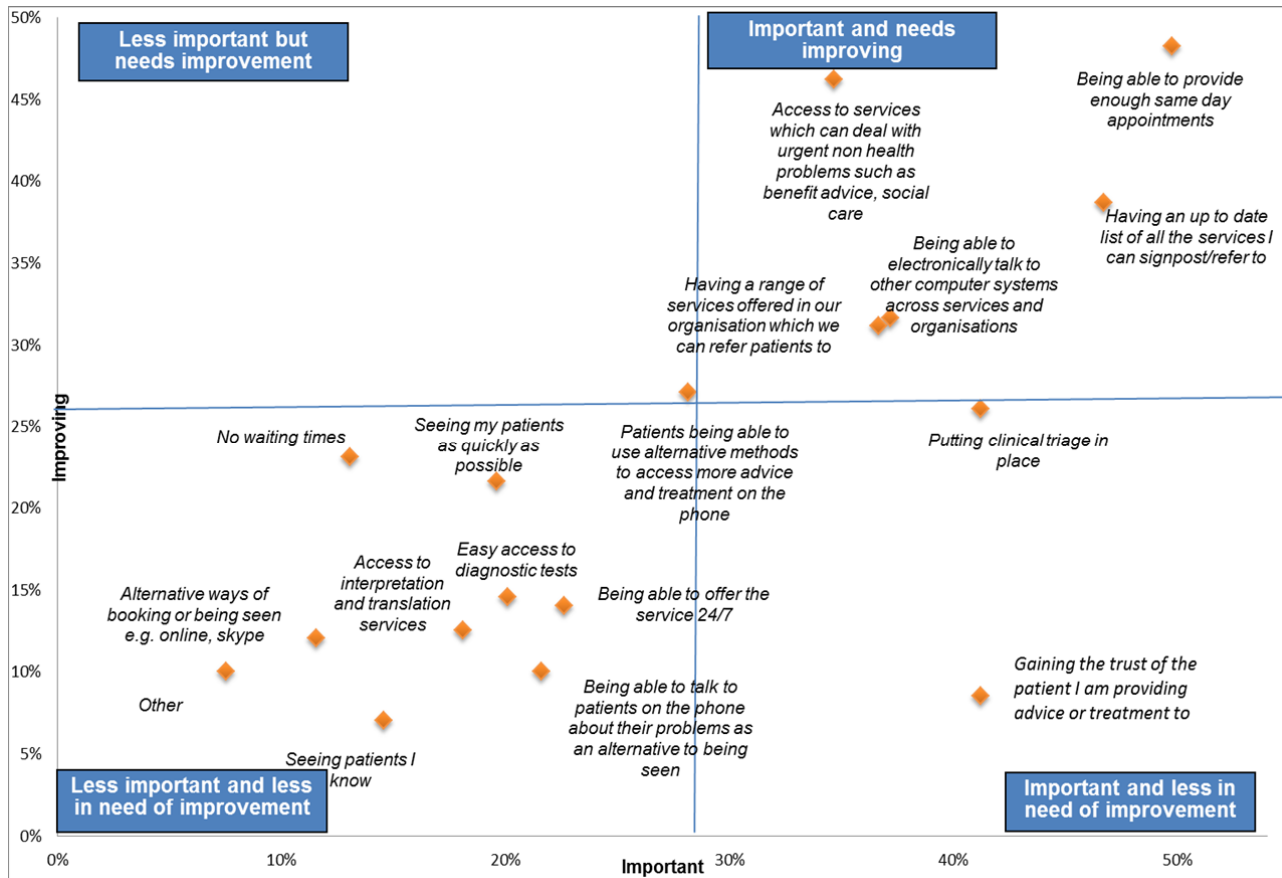 50%
45%
40%
35%
30%
25%
20%
15%
10%
5%
0%
Improving
Less important but
needs improvement
Important and needs
improving
Being able to provide
enough same day
appointments
Access to services
which can deal with
urgent non health
problems such as
benefit advice, social
care
Having an up to date
list of all the services I
can signpost/refer to
Being able to
electronically talk to
other computer systems
across services and
organisations
Having a range of
services offered in our
organisation which we
can refer patients to
No waiting times
Seeing my patients
as quickly as
possible
Patients being able to
use alternative methods
to access more advice
and treatment on the
phone
Putting clinical triage in
place
Alternative ways of
booking or being seen
e.g. online, skype
Access to
interpretation
and translation
services
Easy access to
diagnostic tests
Being able to offer the
service 24/7
Other
Seeing patients I
know
Being able to talk to
patients on the phone
about their problems as
an alternative to being
seen
Gaining the trust of the
patient I am providing
advice or treatment to
Less important and less
in need of improvement
Important and less in
need of improvement
0%
10%
20%
30%
40%
50%
Important